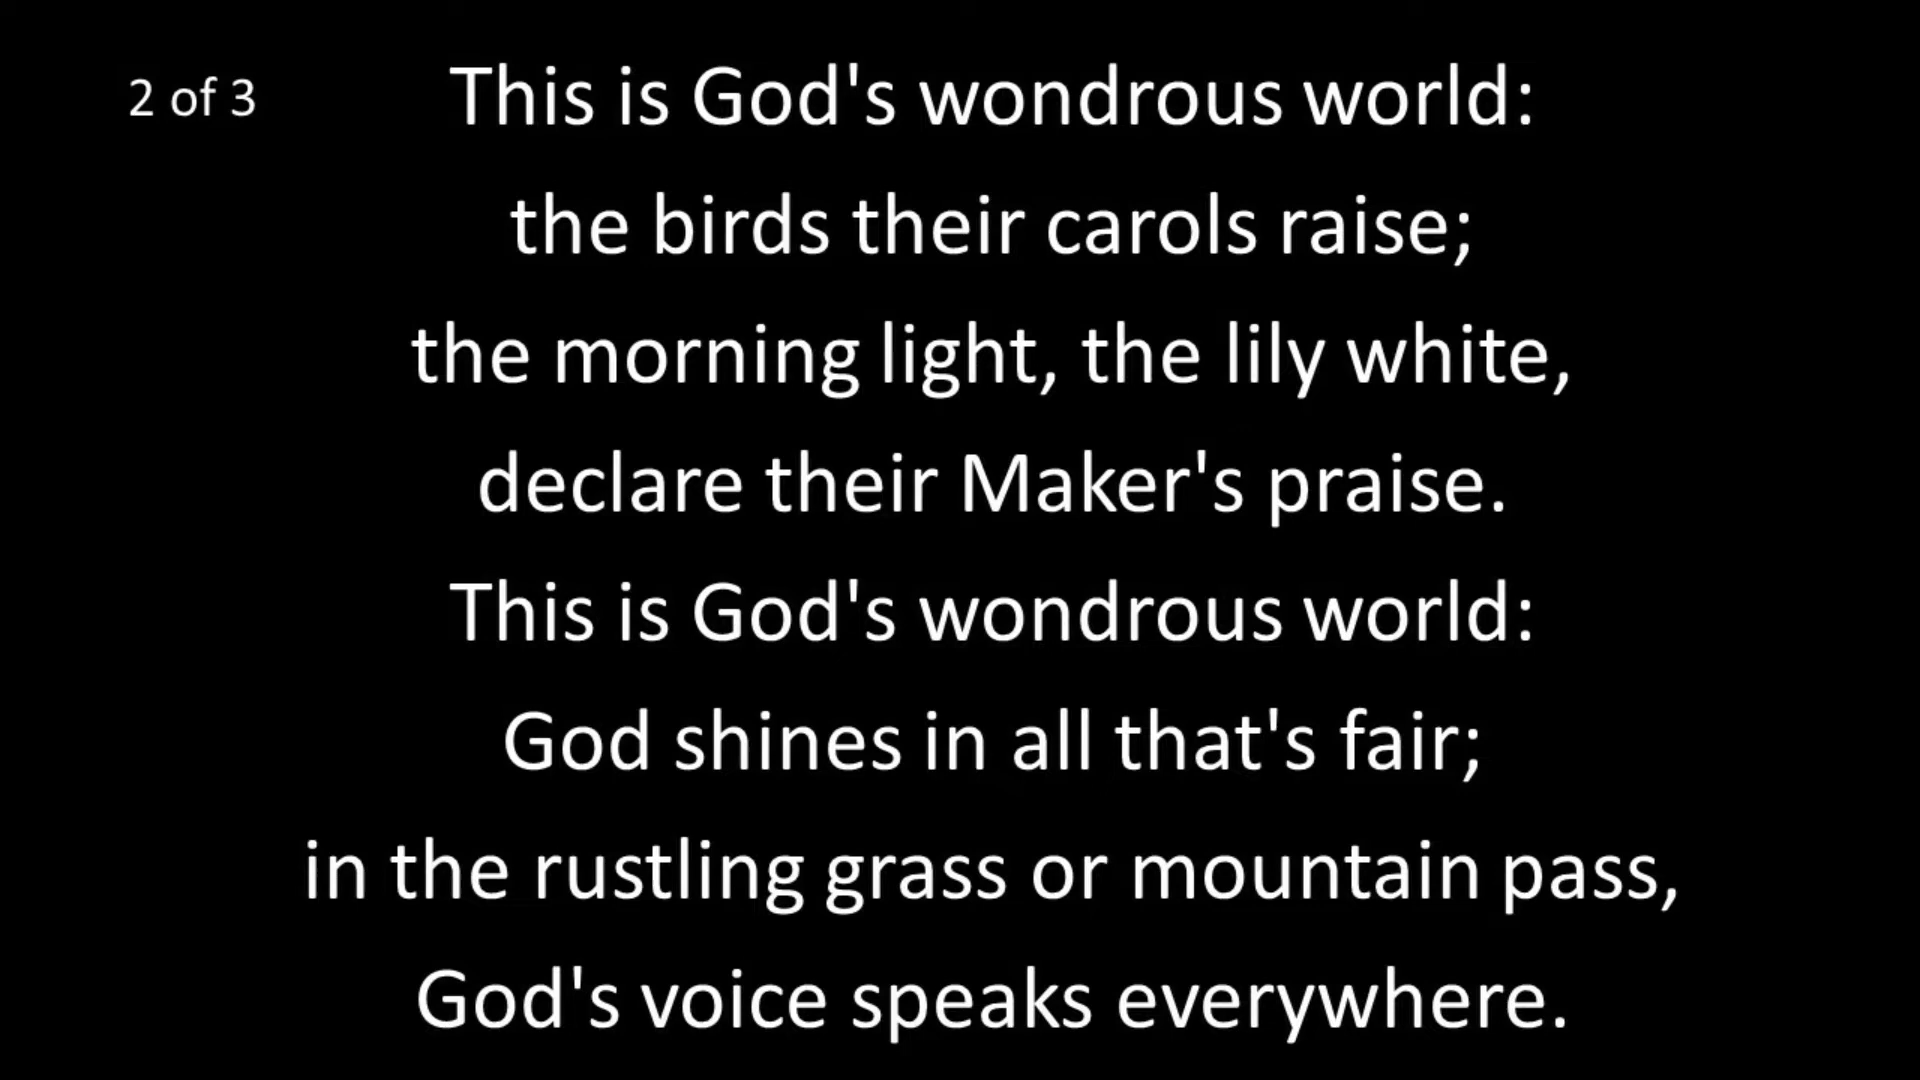 2 of 3
This is God's wondrous world:
the birds their carols raise;
the morning light, the lily white,
declare their Maker's praise.
This is God's wondrous world:
God shines in all that's fair;
in the rustling grass or mountain pass,
God's voice speaks everywhere.